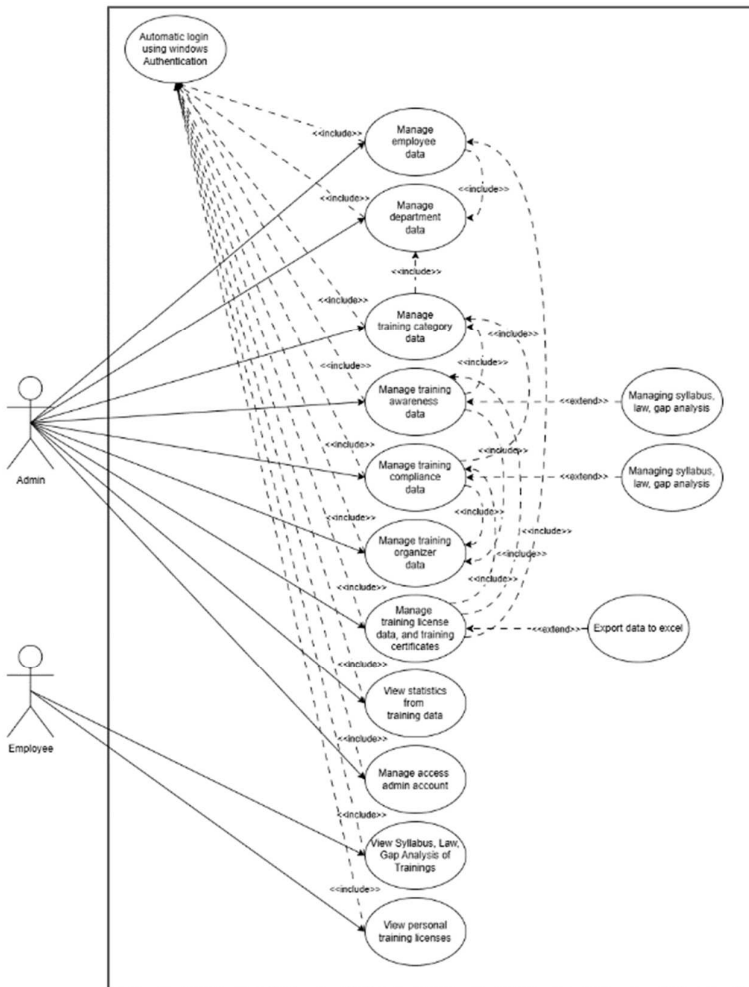 Automatic login
using windows
Authentication
<<include>>
Manage
employee
data
<<include>>
<<include>>
Manage
department
data
<<include>>
<<include>>
Manage
training category
data
<<include>>
<<include>>
Manage training
awareness
data
<<extend>>
Managing syllabus,
law, gap analysis
Admin
<<include>>
Manage training
compliance
data
<<include>>
<<extend>>
Managing syllabus,
law, gap analysis
<<include>>
<<include>>
Manage training
organizer
data
<<include>>
<<include>>
<<include>>
Manage
training license
data, and training
certificates
<<extend>>
Export data to excel
Employee
<<include>>
View statistics
from
training data
<<include>>
Manage access
admin account
<<include>>
View Syllabus, Law,
Gap Analysis of
Trainings
<<include>>
View personal
training licenses